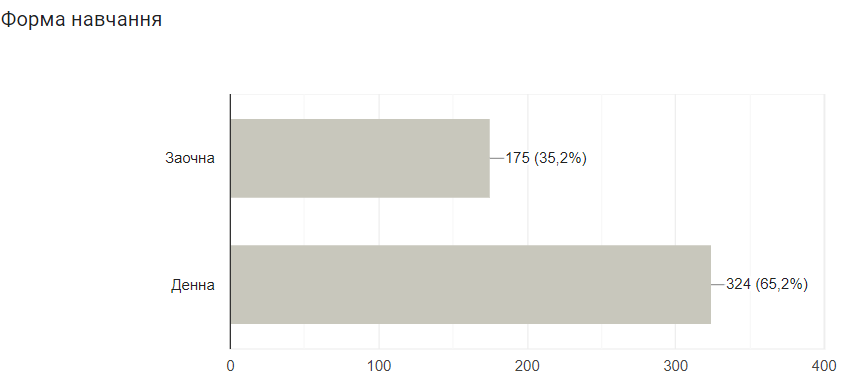 Форма навчання
Заочна
175 (35,2%)
Денна
324 (65,2%)
0 100 200 300 400